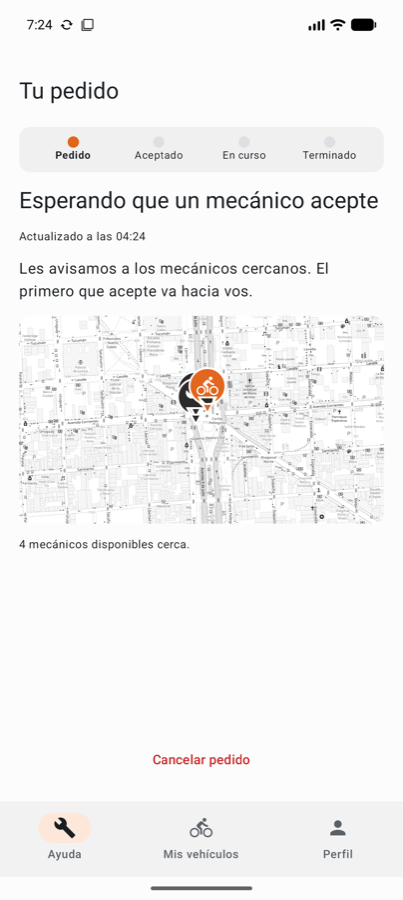 7:24
Tu pedido
Pedido
Aceptado
En curso
Terminado
Esperando que un mecánico acepte
Actualizado a las 04:24
Les avisamos a los mecánicos cercanos. El
primero que acepte va hacia vos.
4 mecánicos disponibles cerca.
Cancelar pedido
Ayuda
Mis vehículos
Perfil